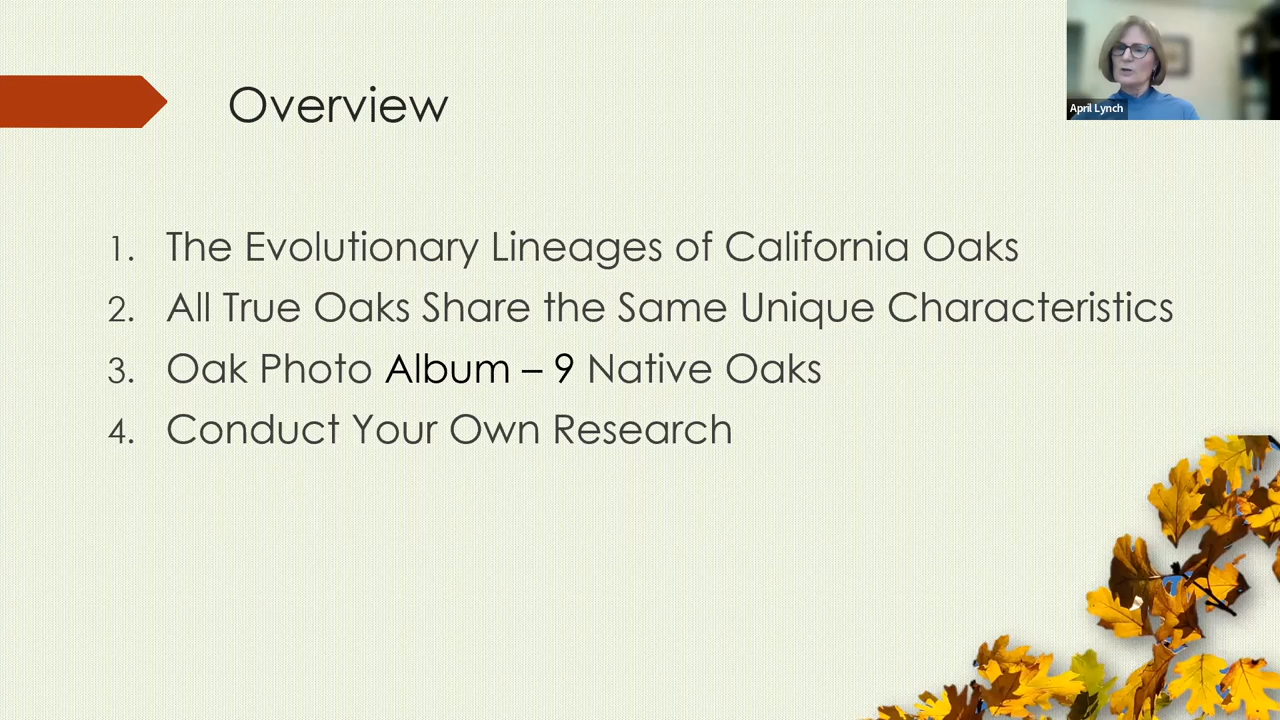 April Lynch
Overview
1. The Evolutionary Lineages of California Oaks
2. All True Oaks Share the Same Unique Characteristics
3. Oak Photo Album – 9 Native Oaks
4. Conduct Your Own Research